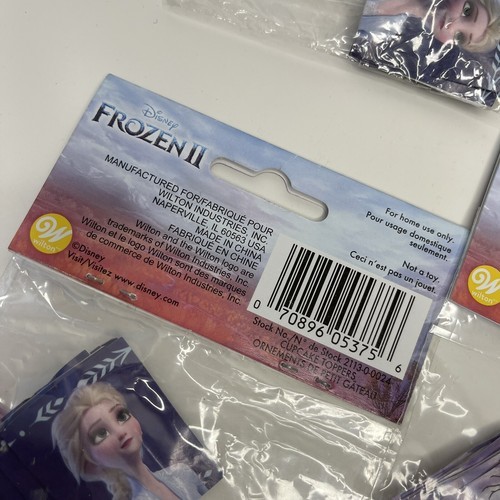 Disney
FROZEN II
MANUFACTURED FOR/FABRIQUÉ POUR
WILTON INDUSTRIES, INC.
NAPERVILLE, IL 60563 USA
MADE IN CHINA
FABRIQUÉ EN CHINE
Wilton and the Wilton logo are
trademarks of Wilton Industries, Inc.
Wilton et le logo Wilton sont des marques
de commerce de Wilton Industries, Inc.
©Disney
Visit/Visitez www.disney.com
W
wilton®
For home use only.
Pour usage domestique
seulement.
Not a toy.
Ceci n'est pas un jouet.
0 70896 05375 6
Stock No./N° de Stock 2113-0-0024
CUPCAKE TOPPERS
ORNEMENTS DE PETIT GÂTEAU
W
wilton